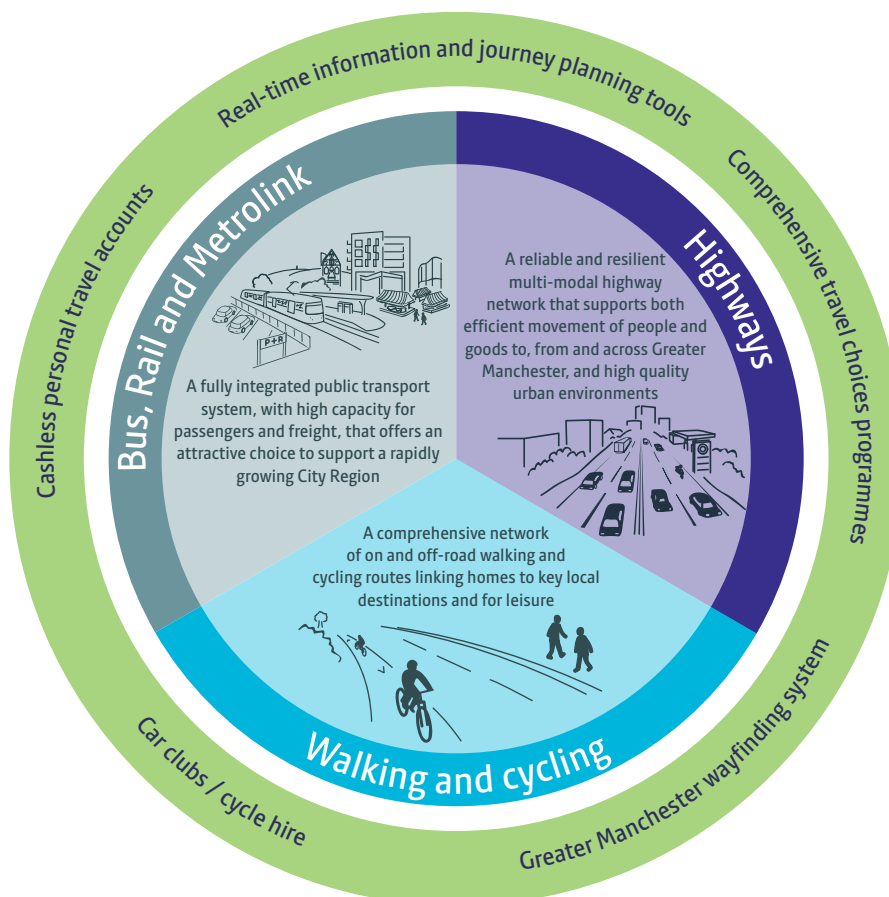 Real-time information and journey planning tools
Comprehensive travel choices programmes
Greater Manchester wayfinding system
Car clubs / cycle hire
Cashless personal travel accounts
Bus, Rail and Metrolink
P+R
A fully integrated public transport
system, with high capacity for
passengers and freight, that offers an
attractive choice to support a rapidly
growing City Region
Highways
A reliable and resilient
multi-modal highway
network that supports both
efficient movement of people and
goods to, from and across Greater
Manchester, and high quality
urban environments
A comprehensive network
of on and off-road walking and
cycling routes linking homes to key local
destinations and for leisure
Walking and cycling